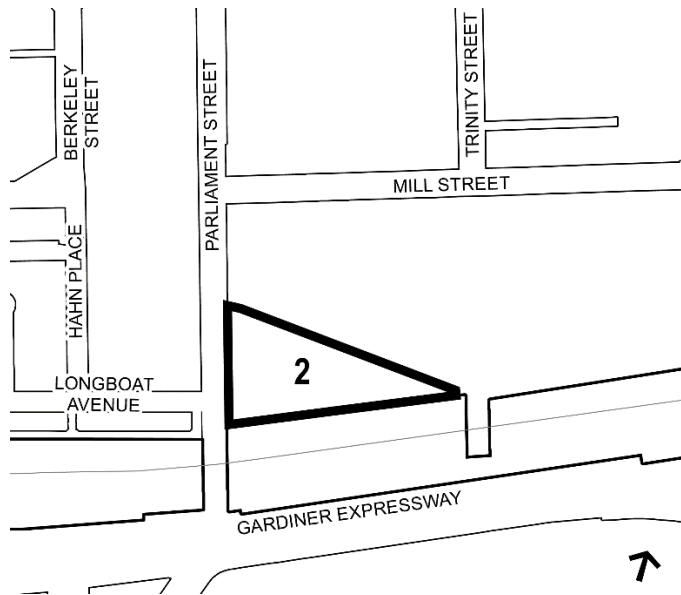 BERKELEY
STREET
PARLIAMENT STREET
TRINITY STREET
MILL STREET
HAHN PLACE
2
LONGBOAT
AVENUE
GARDINER EXPRESSWAY